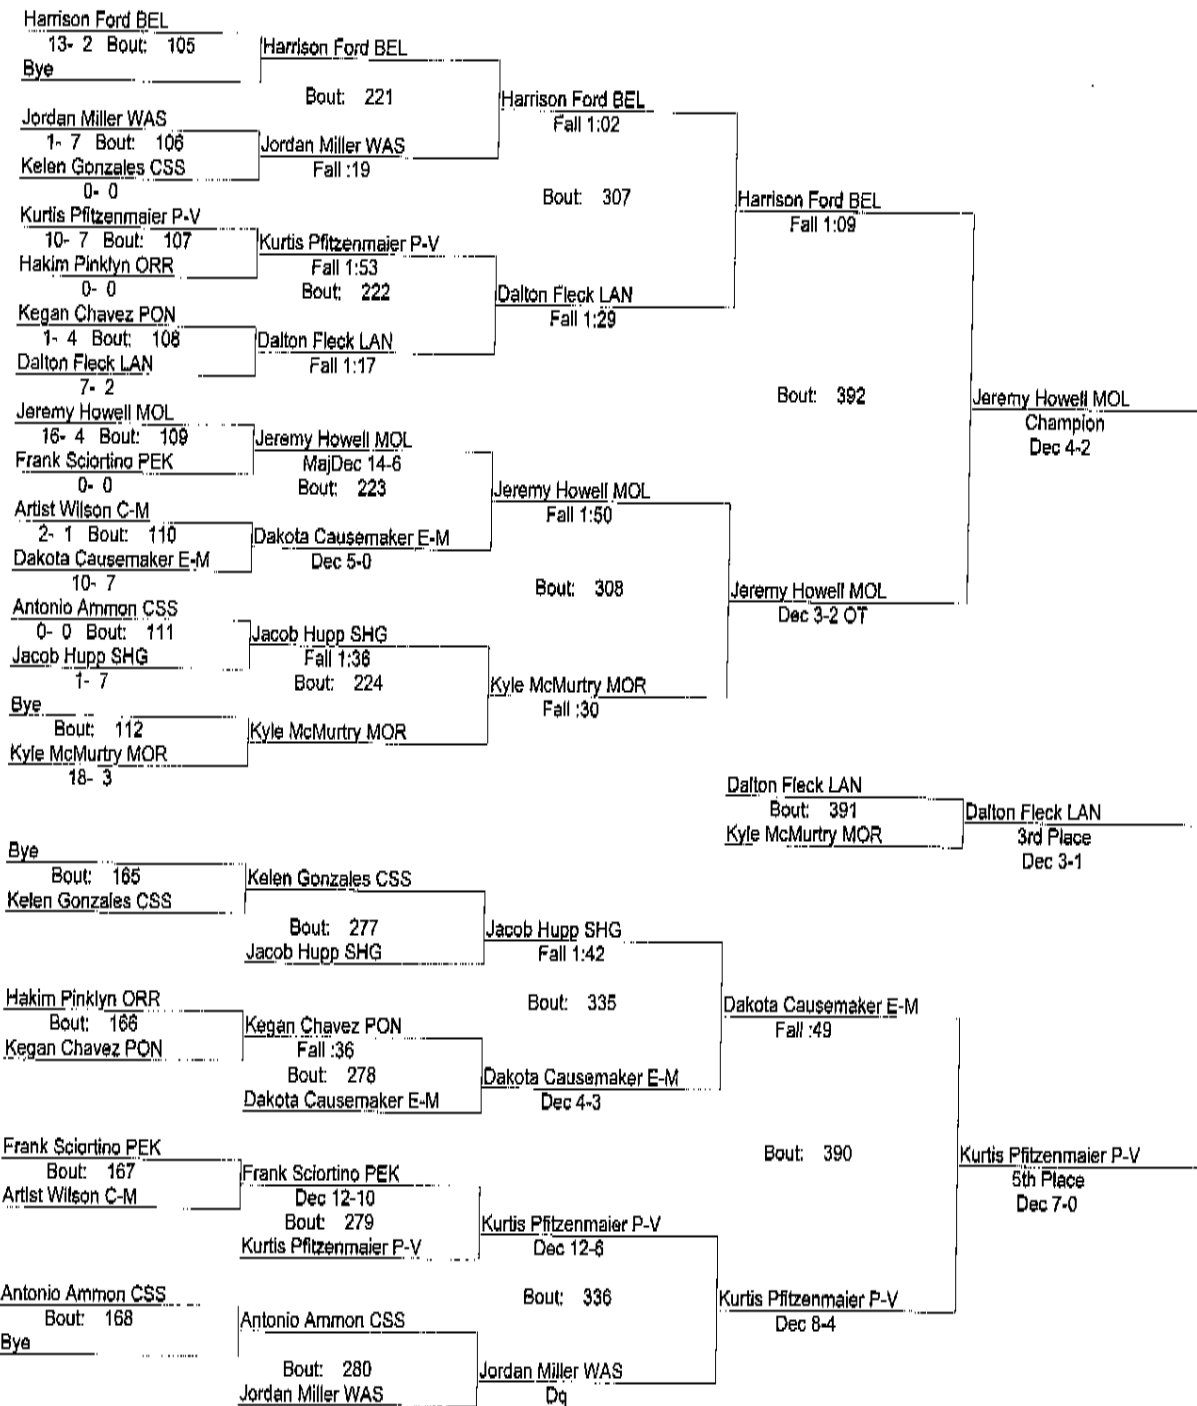 Harrison Ford BEL
13- 2 Bout: 105
Bye
Harrison Ford BEL
Bout: 221
Jordan Miller WAS
1- 7 Bout: 106
Kelen Gonzales CSS
0- 0
Jordan Miller WAS
Fall :19
Harrison Ford BEL
Fall 1:02
Bout: 307
Kurtis Pfitzenmaier P-V
10- 7 Bout: 107
Hakim Pinklyn ORR
0- 0
Kurtis Pfitzenmaier P-V
Fall 1:53
Bout: 222
Kegan Chavez PON
1- 4 Bout: 108
Dalton Fleck LAN
7- 2
Dalton Fleck LAN
Fall 1:17
Dalton Fleck LAN
Fall 1:29
Harrison Ford BEL
Fall 1:09
Bout: 392
Jeremy Howell MOL
Champion
Dec 4-2
Jeremy Howell MOL
16- 4 Bout: 109
Frank Sciortino PEK
0- 0
Jeremy Howell MOL
MajDec 14-6
Bout: 223
Artist Wilson C-M
2- 1 Bout: 110
Dakota Causemaker E-M
10- 7
Dakota Causemaker E-M
Dec 5-0
Jeremy Howell MOL
Fall 1:50
Bout: 308
Jeremy Howell MOL
Dec 3-2 OT
Antonio Ammon CSS
0- 0 Bout: 111
Jacob Hupp SHG
1- 7
Jacob Hupp SHG
Fall 1:36
Bout: 224
Bye
Bout: 112
Kyle McMurtry MOR
18- 3
Kyle McMurtry MOR
Kyle McMurtry MOR
Fall :30
Dalton Fleck LAN
Bout: 391
Kyle McMurtry MOR
Dalton Fleck LAN
3rd Place
Dec 3-1
Bye
Bout: 165
Kelen Gonzales CSS
Kelen Gonzales CSS
Bout: 277
Jacob Hupp SHG
Jacob Hupp SHG
Fall 1:42
Bout: 335
Hakim Pinklyn ORR
Bout: 166
Kegan Chavez PON
Kegan Chavez PON
Fall :36
Bout: 278
Dakota Causemaker E-M
Dakota Causemaker E-M
Dec 4-3
Dakota Causemaker E-M
Fall :49
Bout: 390
Kurtis Pfitzenmaier P-V
5th Place
Dec 7-0
Frank Sciortino PEK
Bout: 167
Artist Wilson C-M
Frank Sciortino PEK
Dec 12-10
Bout: 279
Kurtis Pfitzenmaier P-V
Kurtis Pfitzenmaier P-V
Dec 12-6
Bout: 336
Kurtis Pfitzenmaier P-V
Dec 8-4
Antonio Ammon CSS
Bout: 168
Bye
Antonio Ammon CSS
Bout: 280
Jordan Miller WAS
Jordan Miller WAS
Dq